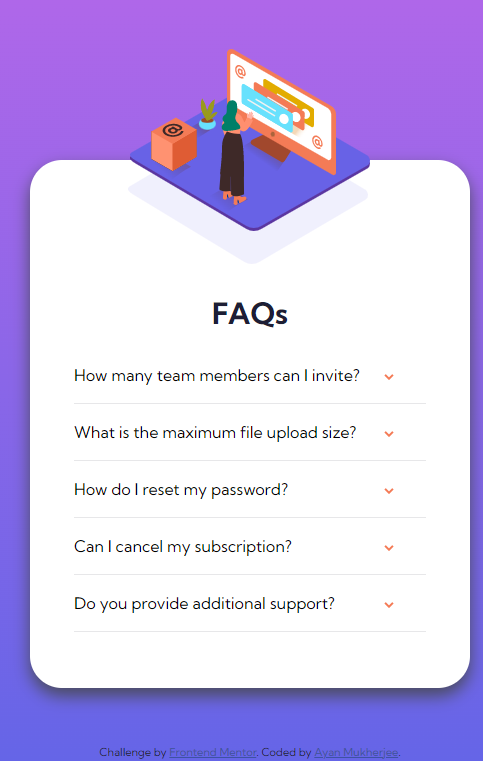 FAQs
How many team members can I invite?
What is the maximum file upload size?
How do I reset my password?
Can I cancel my subscription?
Do you provide additional support?
Challenge by Frontend Mentor. Coded by Avan Mukherjee.